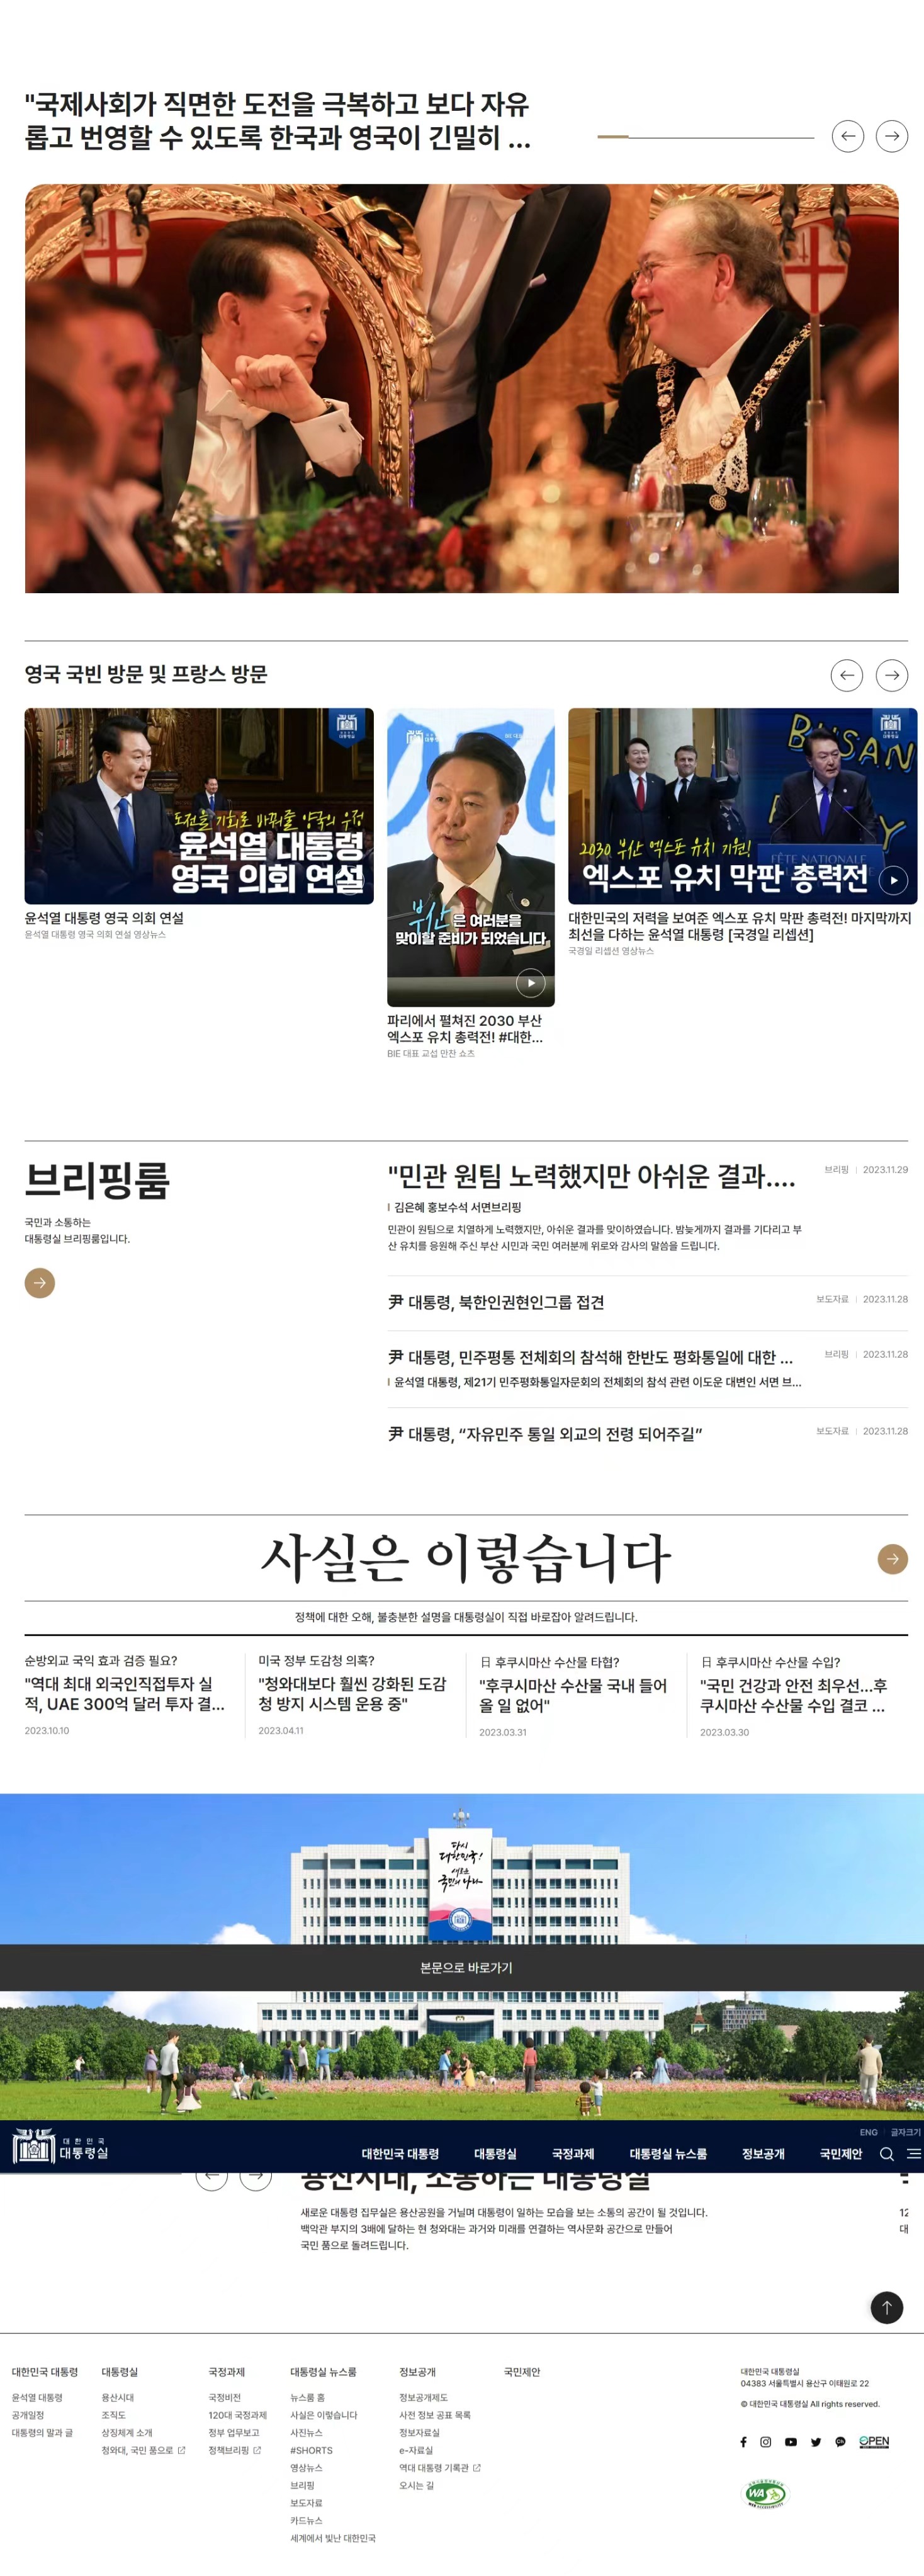 "국제사회가 직면한 도전을 극복하고 보다 자유
롭고 번영할 수 있도록 한국과 영국이 긴밀히 ...
영국 국빈 방문 및 프랑스 방문
대통령실
도전을 기회로 바꿔줄 양국의 우정
윤석열 대통령
영국 의회 연설
윤석열 대통령 영국 의회 연설
윤석열 대통령 영국 의회 연설 영상뉴스
부산은 여러분을
맞이할 준비가 되었습니다
파리에서 펼쳐진 2030 부산
엑스포 유치 총력전! #대한...
BIE 대표 교섭 만찬 쇼츠
대통령실
BUSAN
FÊTE NATIONALE
2030 부산 엑스포 유치 기원!
엑스포 유치 막판 총력전
대한민국의 저력을 보여준 엑스포 유치 막판 총력전! 마지막까지
최선을 다하는 윤석열 대통령 [국경일 리셉션]
국경일 리셉션 영상뉴스
브리핑룸
국민과 소통하는
대통령실 브리핑룸입니다.
"민관 원팀 노력했지만 아쉬운 결과....
브리핑 2023.11.29
김은혜 홍보수석 서면브리핑
민관이 원팀으로 치열하게 노력했지만, 아쉬운 결과를 맞이하였습니다. 밤늦게까지 결과를 기다리고 부
산 유치를 응원해 주신 부산 시민과 국민 여러분께 위로와 감사의 말씀을 드립니다.
尹 대통령, 북한인권현인그룹 접견
보도자료 2023.11.28
尹 대통령, 민주평통 전체회의 참석해 한반도 평화통일에 대한 ...
브리핑 2023.11.28
윤석열 대통령, 제21기 민주평화통일자문회의 전체회의 참석 관련 이도운 대변인 서면 브...
尹 대통령, “자유민주 통일 외교의 전령 되어주길”
보도자료 2023.11.28
사실은 이렇습니다
정책에 대한 오해, 불충분한 설명을 대통령실이 직접 바로잡아 알려드립니다.
순방외교 국익 효과 검증 필요?
"역대 최대 외국인직접투자 실
적, UAE 300억 달러 투자 결...
2023.10.10
미국 정부 도감청 의혹?
"청와대보다 훨씬 강화된 도감
청 방지 시스템 운용 중"
2023.04.11
日 후쿠시마산 수산물 타협?
"후쿠시마산 수산물 국내 들어
올 일 없어"
2023.03.31
日 후쿠시마산 수산물 수입?
"국민 건강과 안전 최우선...후
쿠시마산 수산물 수입 결코 ...
2023.03.30
다시
대한민국!
새로운
국민의 나라
본문으로 바로가기
ENG 글자크기
대한민국
대통령실
대한민국 대통령 대통령실 국정과제 대통령실 뉴스룸 정보공개 국민제안
용산시대, 소통하는 대통령실
새로운 대통령 집무실은 용산공원을 거닐며 대통령이 일하는 모습을 보는 소통의 공간이 될 것입니다.
백악관 부지의 3배에 달하는 현 청와대는 과거와 미래를 연결하는 역사문화 공간으로 만들어
국민 품으로 돌려드립니다.
12
대
대한민국 대통령
윤석열 대통령
공개일정
대통령의 말과 글
대통령실
용산시대
조직도
상징체계 소개
청와대, 국민 품으로
국정과제
국정비전
120대 국정과제
정부 업무보고
정책브리핑
대통령실 뉴스룸
뉴스룸 홈
사실은 이렇습니다
사진뉴스
#SHORTS
영상뉴스
브리핑
보도자료
카드뉴스
세계에서 빛난 대한민국
정보공개
정보공개제도
사전 정보 공표 목록
정보자료실
e-자료실
역대 대통령 기록관
오시는 길
국민제안
대한민국 대통령실
04383 서울특별시 용산구 이태원로 22
© 대한민국 대통령실 All rights reserved.
OPEN
WA